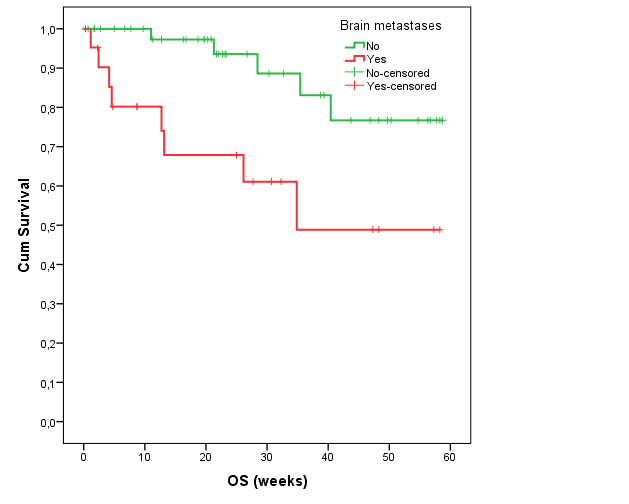 Brain metastases
No
Yes
No-censored
Yes-censored
1,0
0,9
0,8
0,7
0,6
0,5
0,4
0,3
0,2
0,1
0,0
Cum Survival
0 10 20 30 40 50 60
OS (weeks)